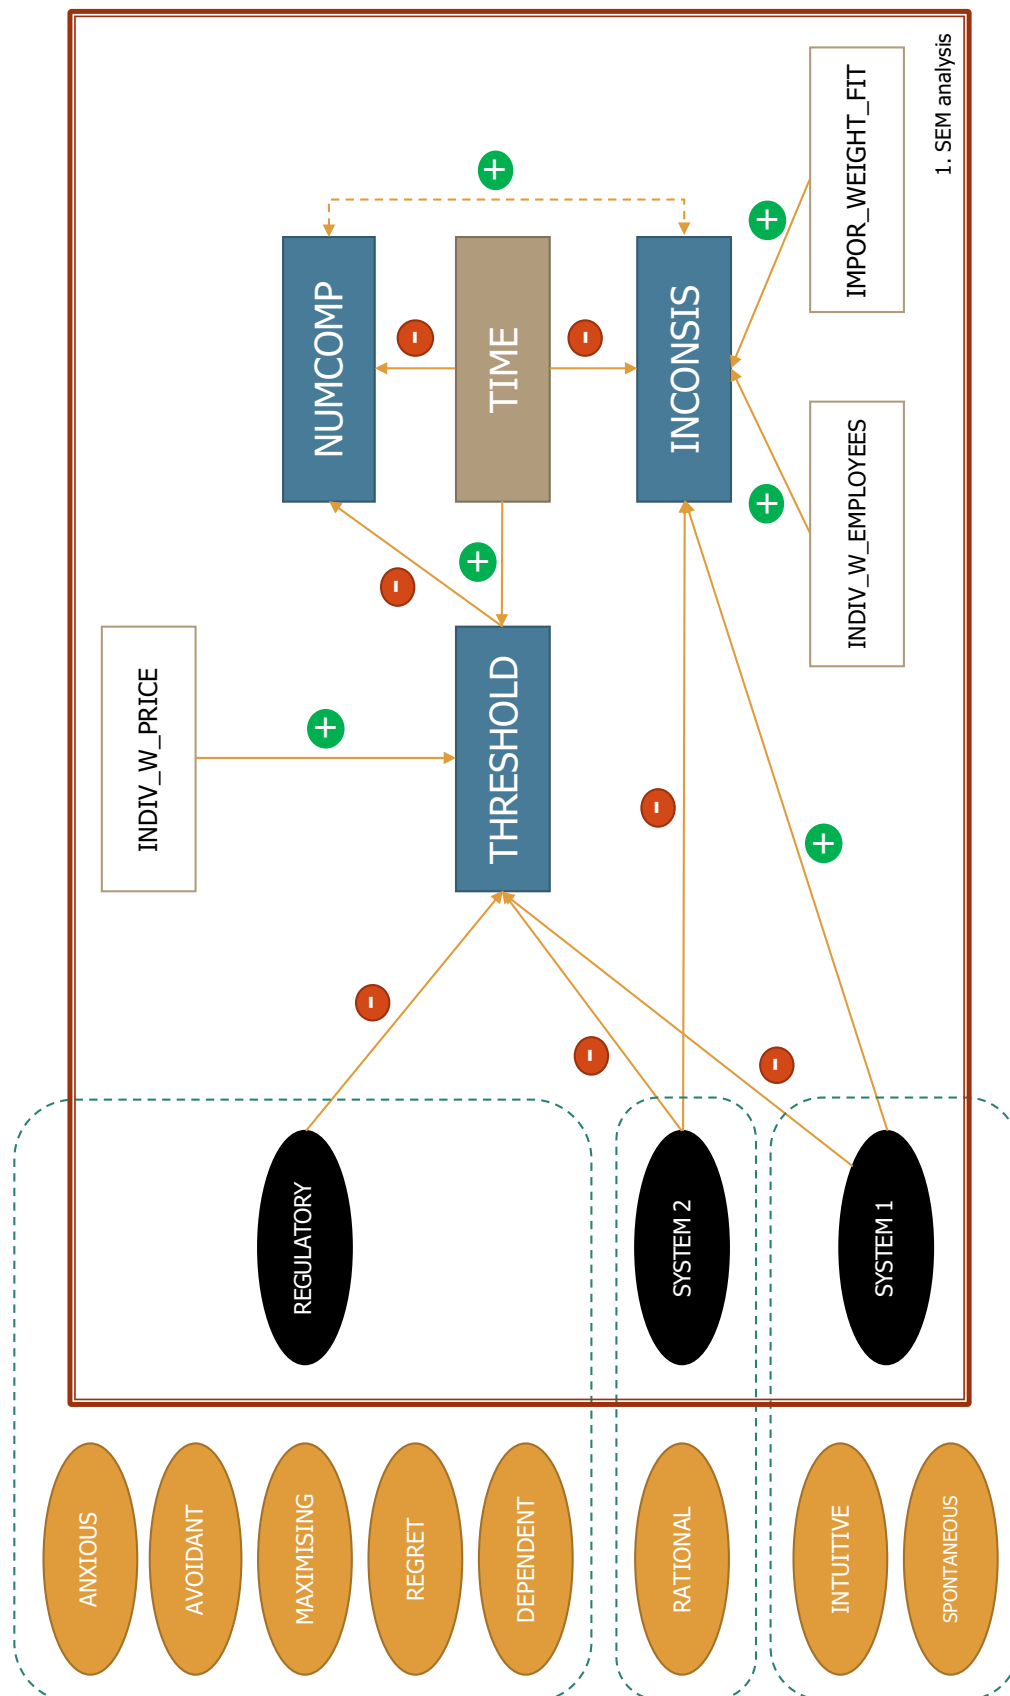 ANXIOUS
AVOIDANT
MAXIMISING
REGRET
DEPENDENT
RATIONAL
INTUITIVE
SPONTANEOUS
REGULATORY
SYSTEM 2
SYSTEM 1
-
-
-
-
+
INDIV_W_PRICE
+
THRESHOLD
-
+
NUMCOMP
-
TIME
-
INCONSIS
+
+
INDIV_W_EMPLOYEES
+
IMPOR_WEIGHT_FIT
1. SEM analysis